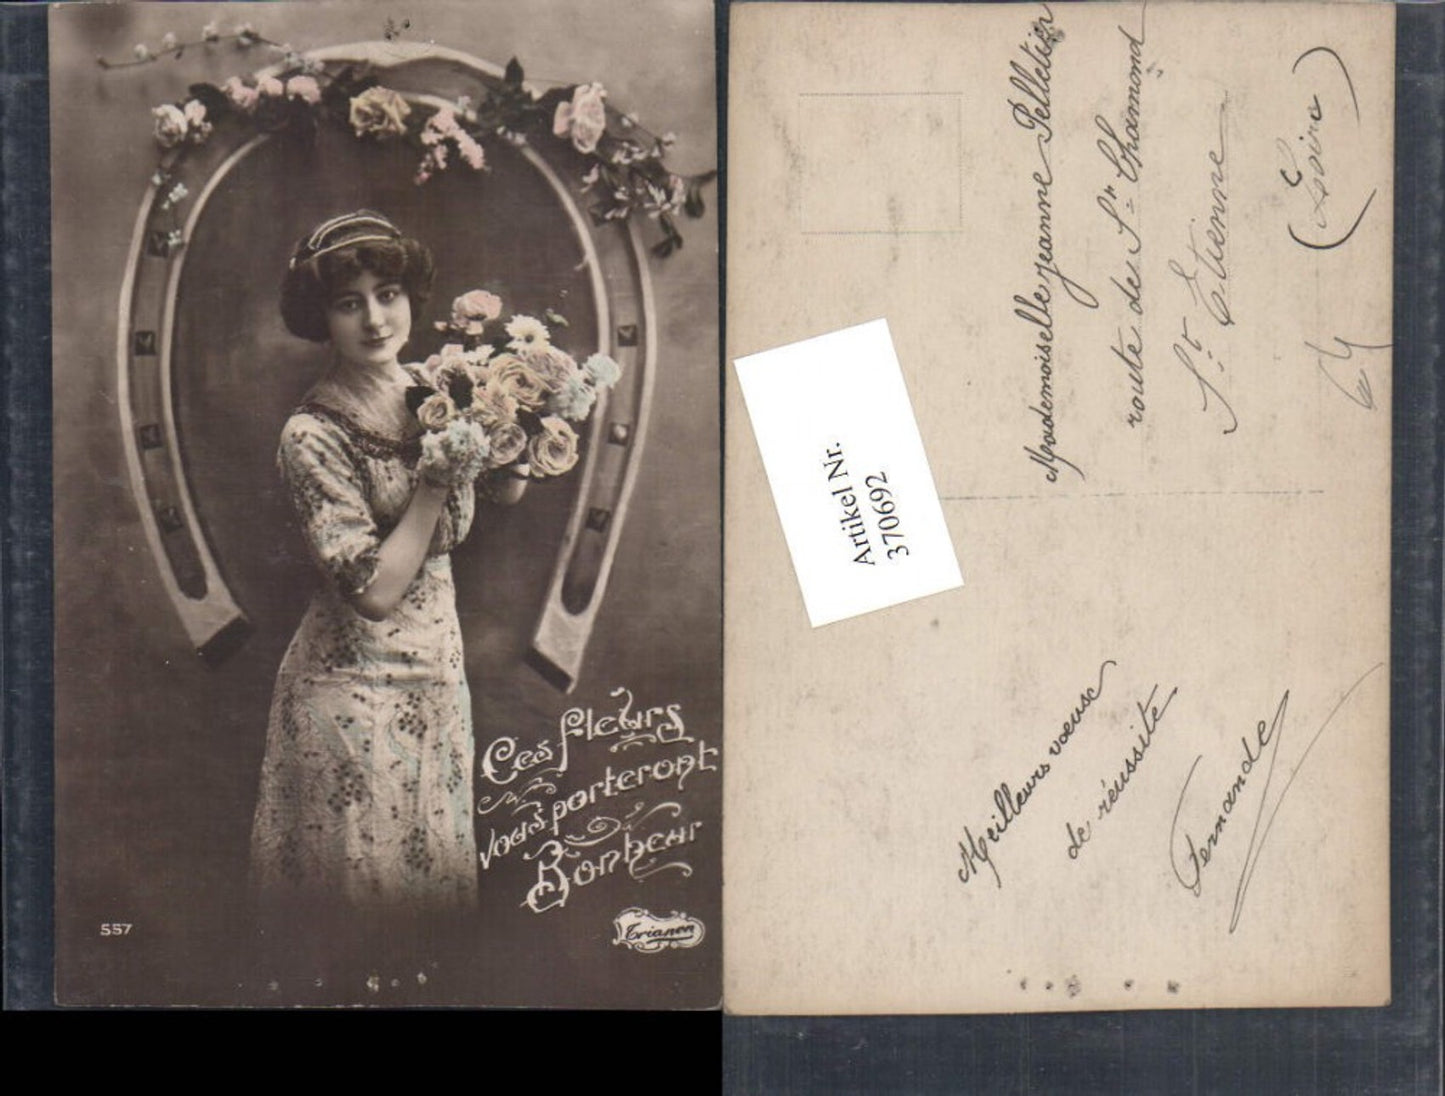 Ces fleurs
vous porteront
Bonheur
557
Trianon
Mademoiselle Jeanne Pelletier
route de St Chamond
St Etienne
(Loire)
Artikel Nr.
370692
Meilleurs voeux
de réussite
Fernande